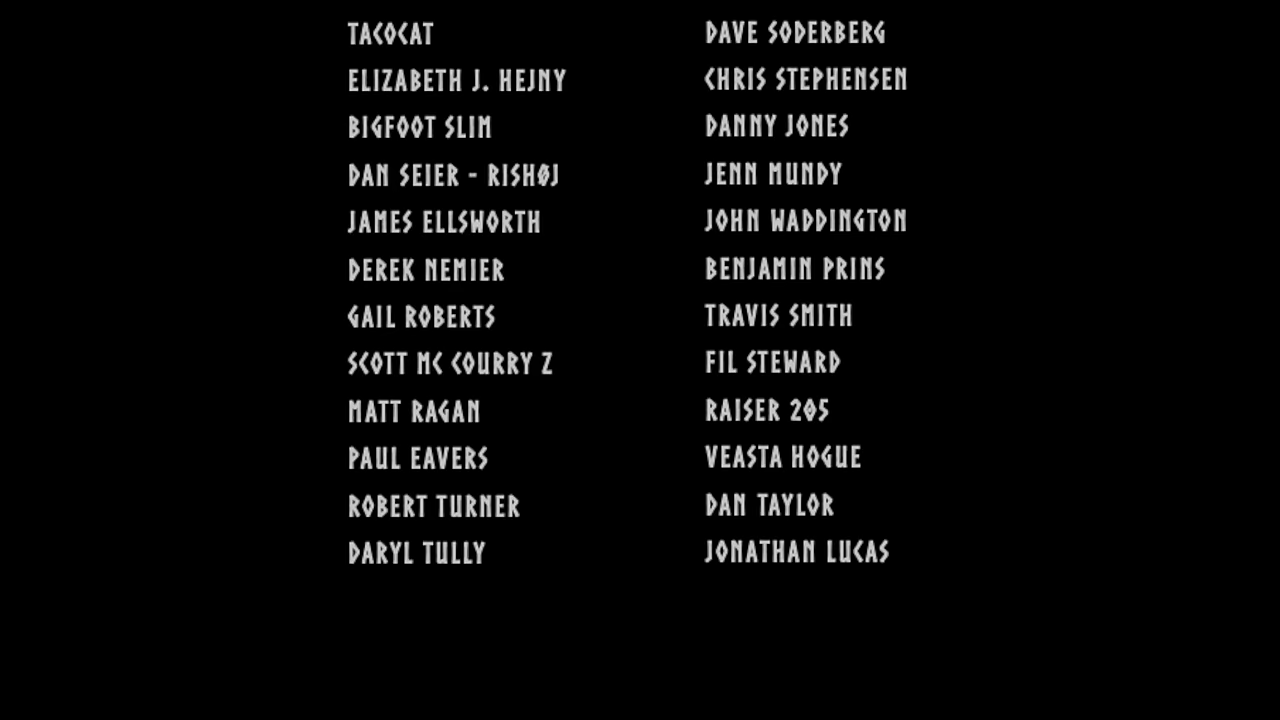 TACOCAT
ELIZABETH J. HEJNY
BIGFOOT SLIM
DAN SEIER - RISHØJ
JAMES ELLSWORTH
DEREK NEMIER
GAIL ROBERTS
SCOTT MC COURRY Z
MATT RAGAN
PAUL EAVERS
ROBERT TURNER
DARYL TULLY
DAVE SODERBERG
CHRIS STEPHENSEN
DANNY JONES
JENN MUNDY
JOHN WADDINGTON
BENJAMIN PRINS
TRAVIS SMITH
FIL STEWARD
RAISER 205
VEASTA HOGUE
DAN TAYLOR
JONATHAN LUCAS